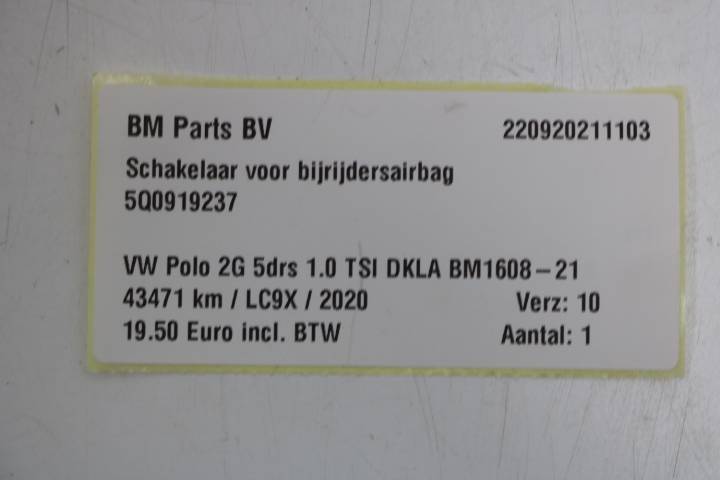 BM Parts BV 220920211103
Schakelaar voor bijrijdersairbag
5Q0919237
VW Polo 2G 5drs 1.0 TSI DKLA BM1608-21
43471 km / LC9X / 2020 Verz: 10
19.50 Euro incl. BTW Aantal: 1